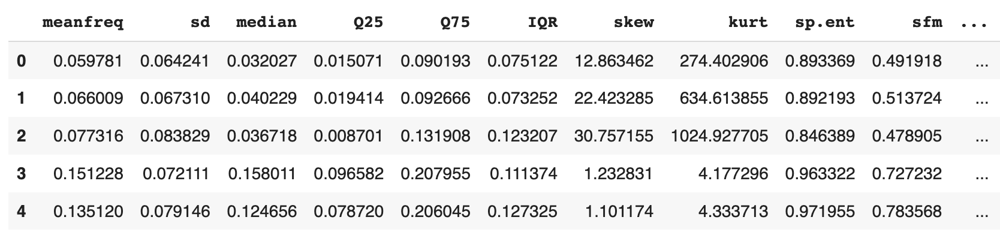 meanfreq sd median Q25 Q75 IQR skew kurt sp.ent sfm ...
0 0.059781 0.064241 0.032027 0.015071 0.090193 0.075122 12.863462 274.402906 0.893369 0.491918 ...
1 0.066009 0.067310 0.040229 0.019414 0.092666 0.073252 22.423285 634.613855 0.892193 0.513724 ...
2 0.077316 0.083829 0.036718 0.008701 0.131908 0.123207 30.757155 1024.927705 0.846389 0.478905 ...
3 0.151228 0.072111 0.158011 0.096582 0.207955 0.111374 1.232831 4.177296 0.963322 0.727232 ...
4 0.135120 0.079146 0.124656 0.078720 0.206045 0.127325 1.101174 4.333713 0.971955 0.783568 ...